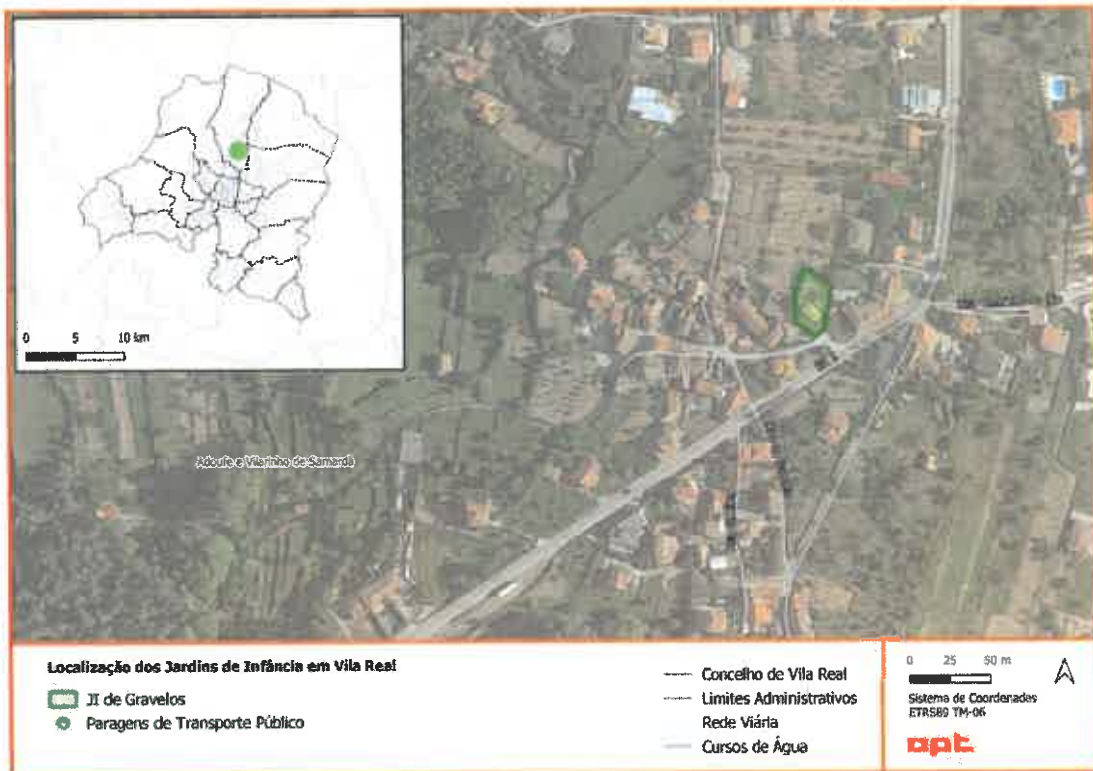 0 5 10 km
Adoufe e Vilarinho de Samardã
Localização dos Jardins de Infância em Vila Real
JI de Gravelos
Paragens de Transporte Público
Concelho de Vila Real
Limites Administrativos
Rede Viária
Cursos de Água
0 25 50 m
Sistema de Coordenadas
ETRS89 TM-06
apt